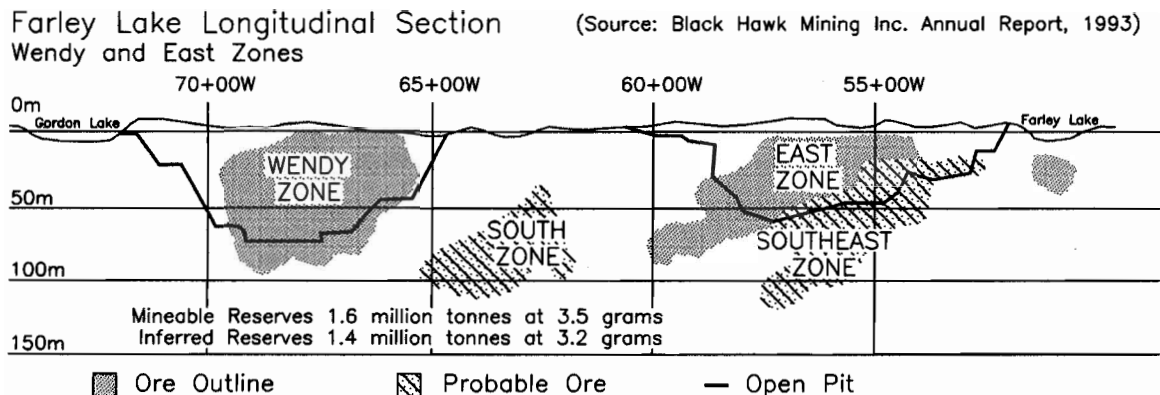 Farley Lake Longitudinal Section (Source: Black Hawk Mining Inc. Annual Report, 1993)
Wendy and East Zones
70+00W 65+00W 60+00W 55+00W
0m
Gordon Lake Farley Lake
WENDY
ZONE
EAST
ZONE
50m
SOUTH
ZONE
SOUTHEAST
ZONE
100m
Mineable Reserves 1.6 million tonnes at 3.5 grams
Inferred Reserves 1.4 million tonnes at 3.2 grams
150m
Ore Outline Probable Ore Open Pit